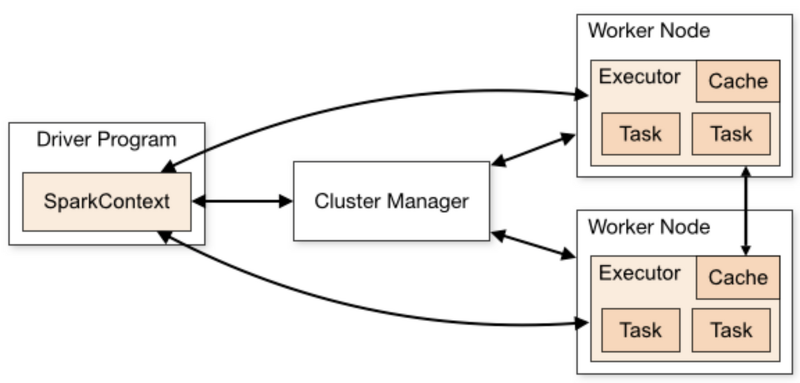 Driver Program
SparkContext
Cluster Manager
Worker Node
Executor
Cache
Task
Task
Worker Node
Executor
Cache
Task
Task